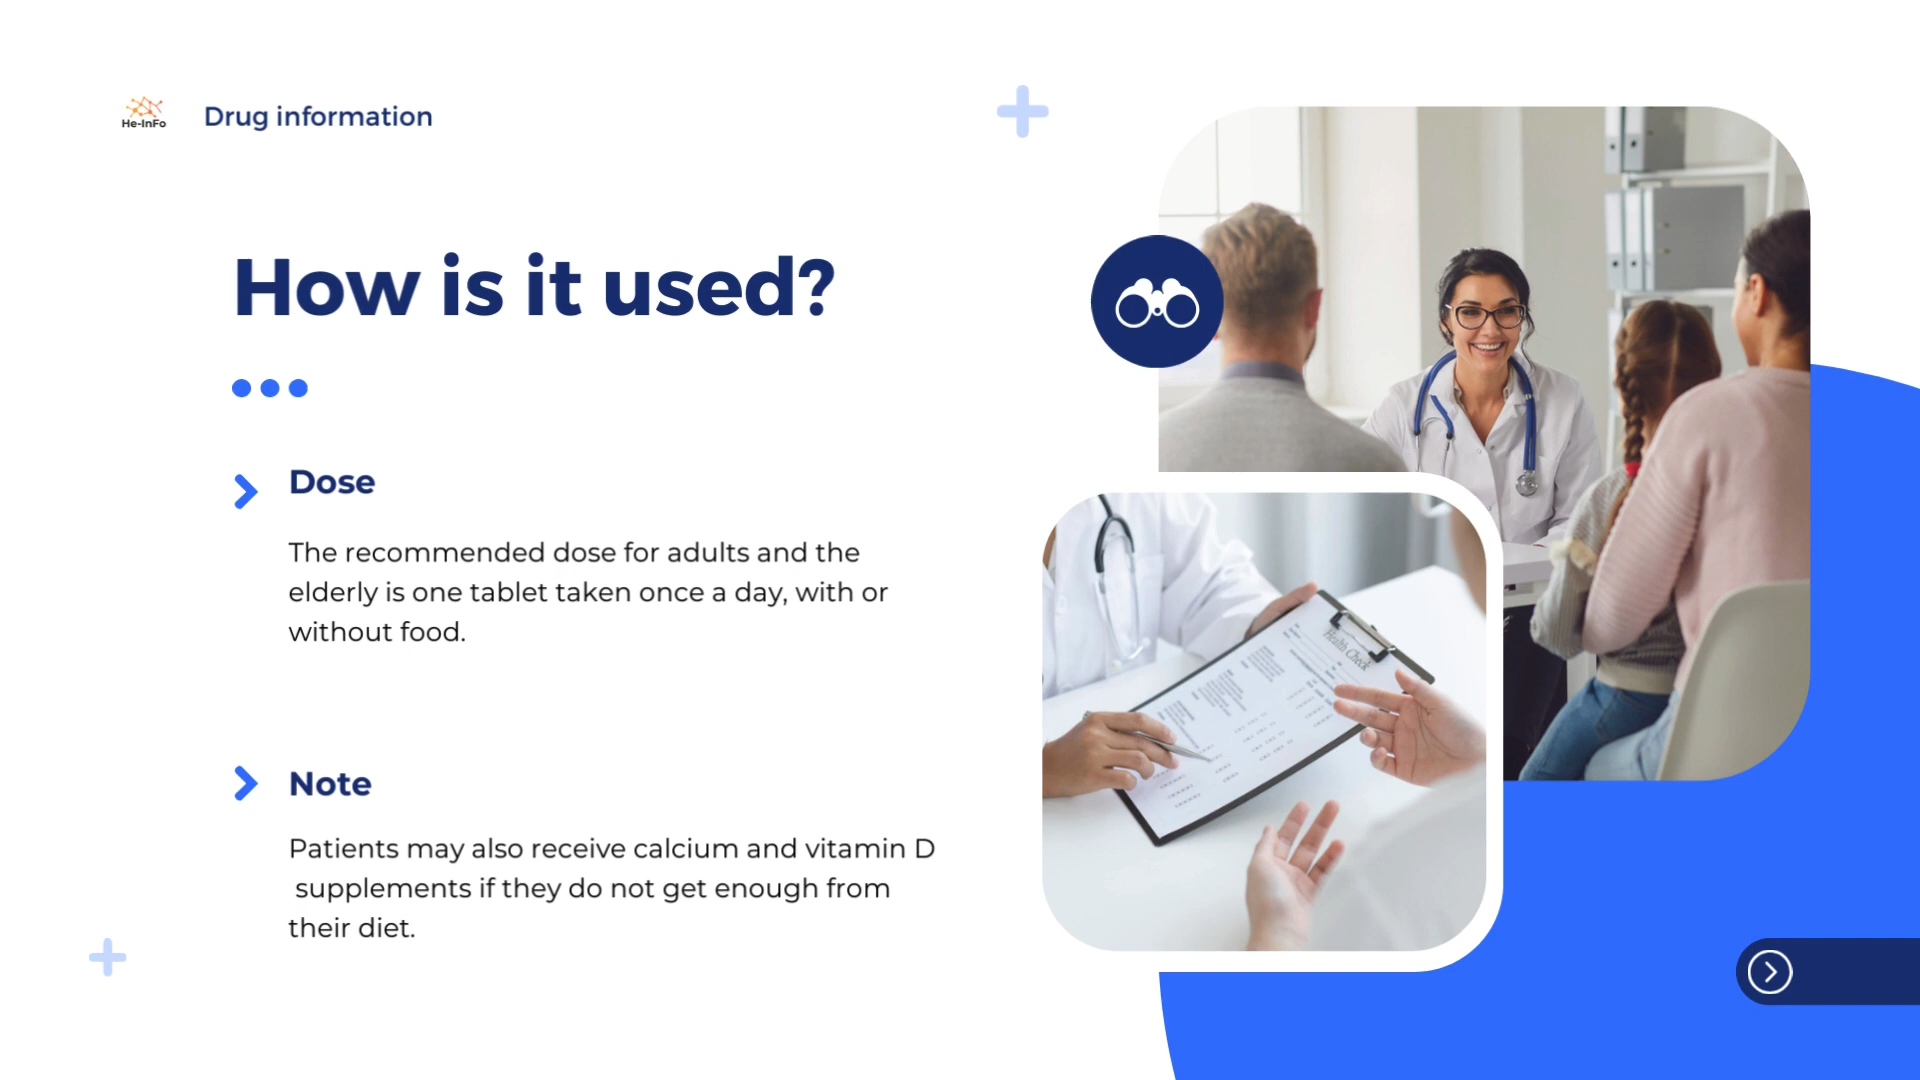 He-InFo
Drug information
How is it used?
Dose
The recommended dose for adults and the
elderly is one tablet taken once a day, with or
without food.
Note
Patients may also receive calcium and vitamin D
supplements if they do not get enough from
their diet.
Health Check